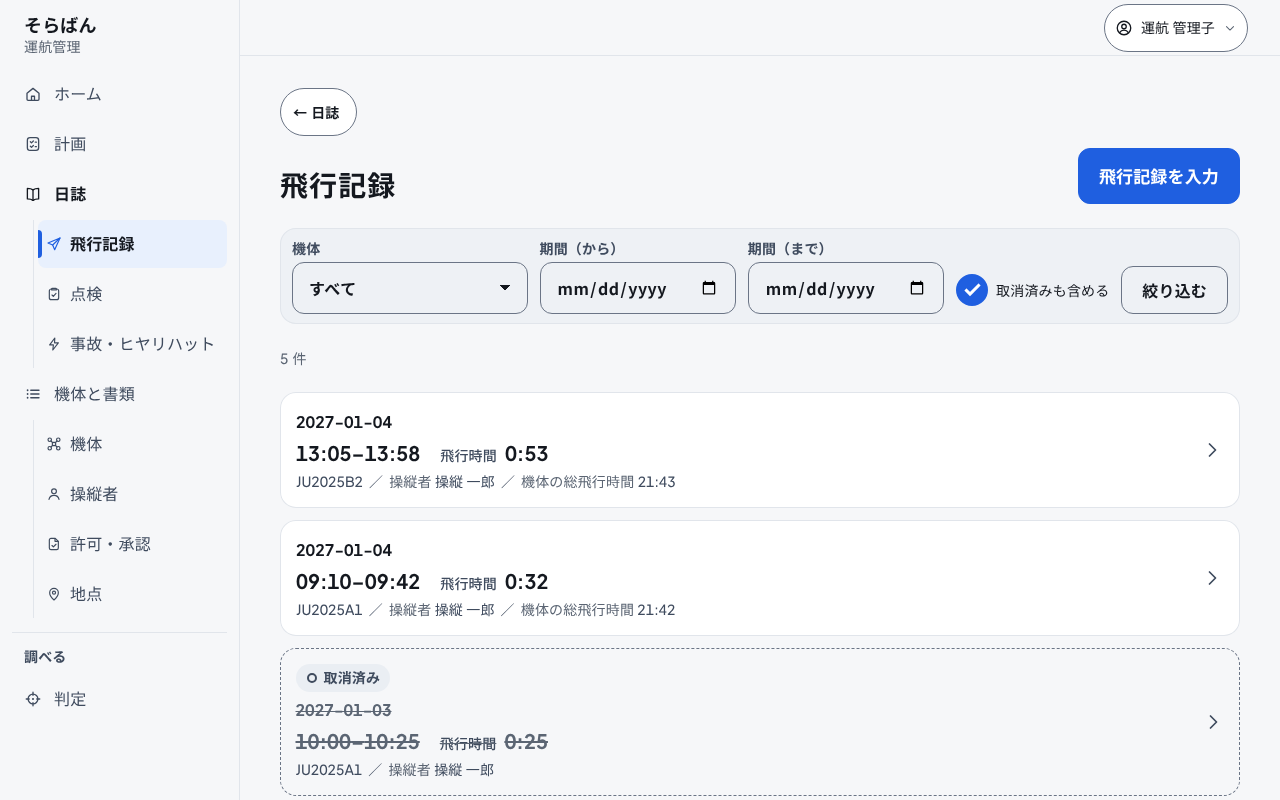 そらばん
運航管理
運航 管理子
ホーム
計画
日誌
飛行記録
点検
事故・ヒヤリハット
機体と書類
機体
操縦者
許可・承認
地点
調べる
判定
← 日誌
飛行記録
飛行記録を入力
機体
すべて
期間（から）
mm/dd/yyyy
期間（まで）
mm/dd/yyyy
取消済みも含める
絞り込む
5 件
2027-01-04
13:05–13:58 飛行時間 0:53
JU2025B2 ／ 操縦者 操縦 一郎 ／ 機体の総飛行時間 21:43
2027-01-04
09:10–09:42 飛行時間 0:32
JU2025A1 ／ 操縦者 操縦 一郎 ／ 機体の総飛行時間 21:42
取消済み
2027-01-03
10:00–10:25 飛行時間 0:25
JU2025A1 ／ 操縦者 操縦 一郎